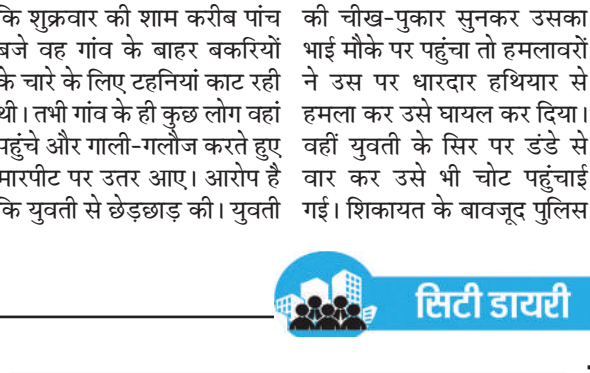 कि शुक्रवार की शाम करीब पांच
बजे वह गांव के बाहर बकरियों
के चारे के लिए टहनियां काट रही
थी। तभी गांव के ही कुछ लोग वहां
पहुंचे और गाली-गलौज करते हुए
मारपीट पर उतर आए। आरोप है
कि युवती से छेड़छाड़ की। युवती
की चीख-पुकार सुनकर उसका
भाई मौके पर पहुंचा तो हमलावरों
ने उस पर धारदार हथियार से
हमला कर उसे घायल कर दिया।
वहीं युवती के सिर पर डंडे से
वार कर उसे भी चोट पहुंचाई
गई। शिकायत के बावजूद पुलिस
सिटी डायरी